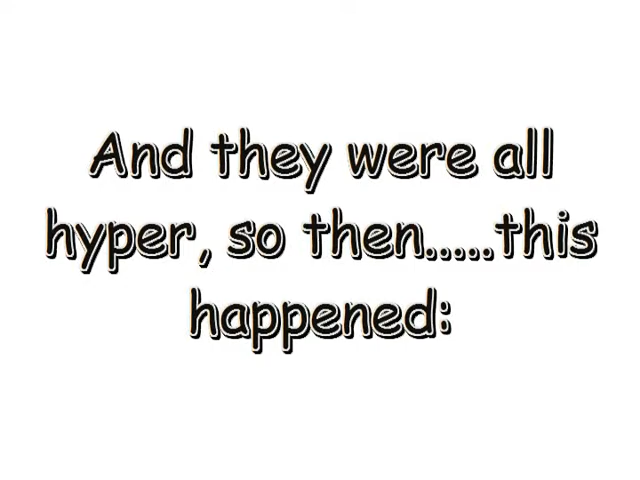 And they were all
hyper, so then.....this
happened: